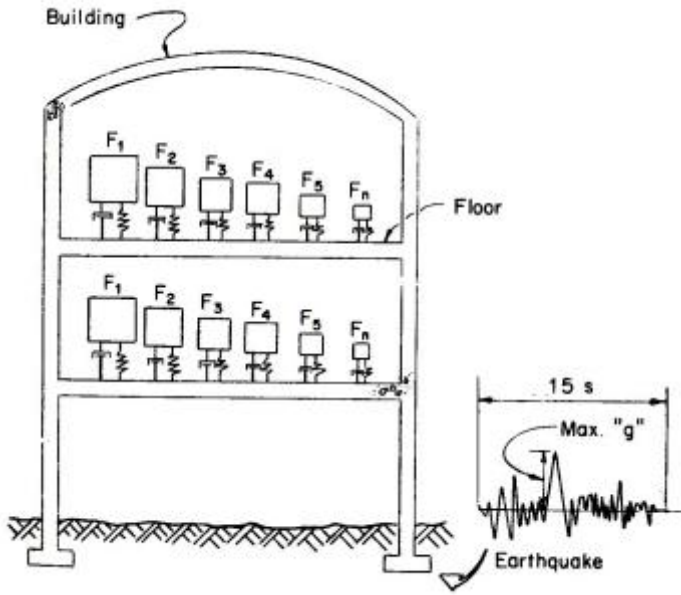 Building
F1 F2 F3 F4 F5 Fn
Floor
F1 F2 F3 F4 F5 Fn
15 s
Max. "g"
Earthquake